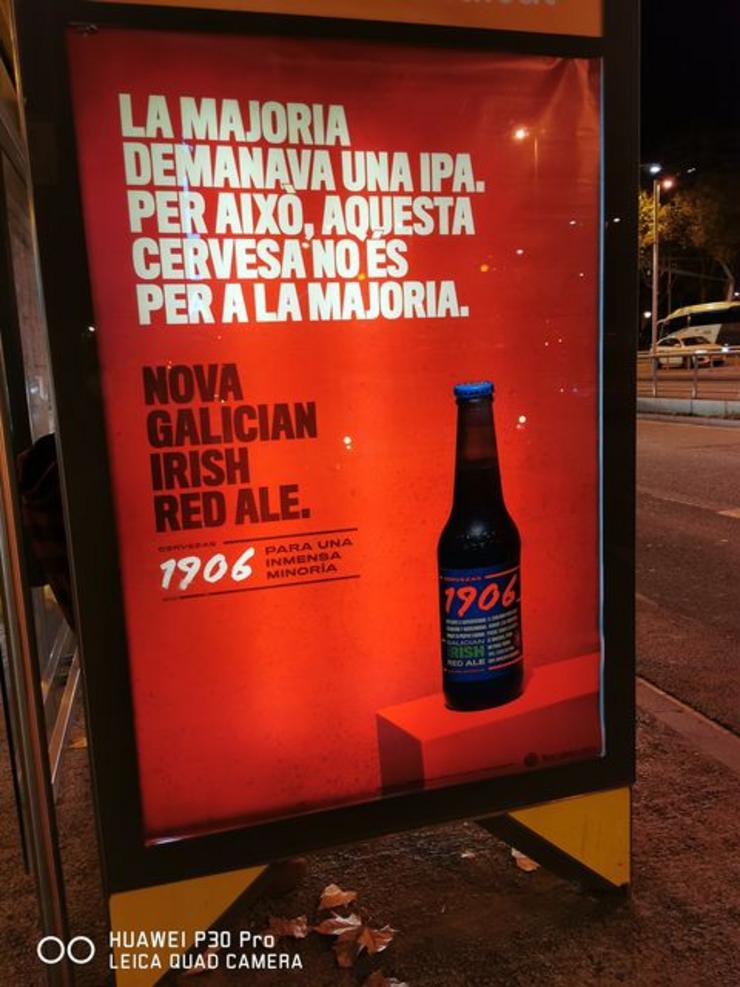 LA MAJORIA
DEMANAVA UNA IPA.
PER AIXÒ, AQUESTA
CERVESA NO ÉS
PER A LA MAJORIA.
NOVA
GALICIAN
IRISH
RED ALE.
CERVEZAS
1906
PARA UNA
INMENSA
MINORÍA
CERVEZAS
1906
GALICIAN
IRISH
RED ALE
HUAWEI P30 Pro
LEICA QUAD CAMERA